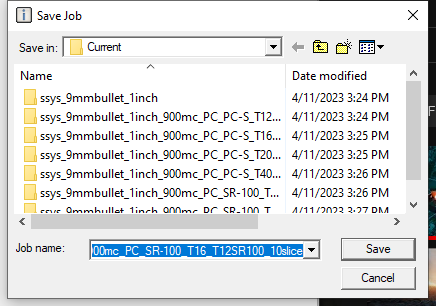 Save Job
Save in: Current
Name Date modified
ssys_9mmbullet_1inch 4/11/2023 3:24 PM
ssys_9mmbullet_1inch_900mc_PC_PC-S_T12... 4/11/2023 3:24 PM
ssys_9mmbullet_1inch_900mc_PC_PC-S_T16... 4/11/2023 3:25 PM
ssys_9mmbullet_1inch_900mc_PC_PC-S_T20... 4/11/2023 3:25 PM
ssys_9mmbullet_1inch_900mc_PC_PC-S_T40... 4/11/2023 3:26 PM
ssys_9mmbullet_1inch_900mc_PC_SR-100_T... 4/11/2023 3:26 PM
ssys_9mmbullet_1inch_900mc_PC_SR-100_T... 4/11/2023 3:27 PM
Job name: 00mc_PC_SR-100_T16_T12SR100_10slice Save
Cancel